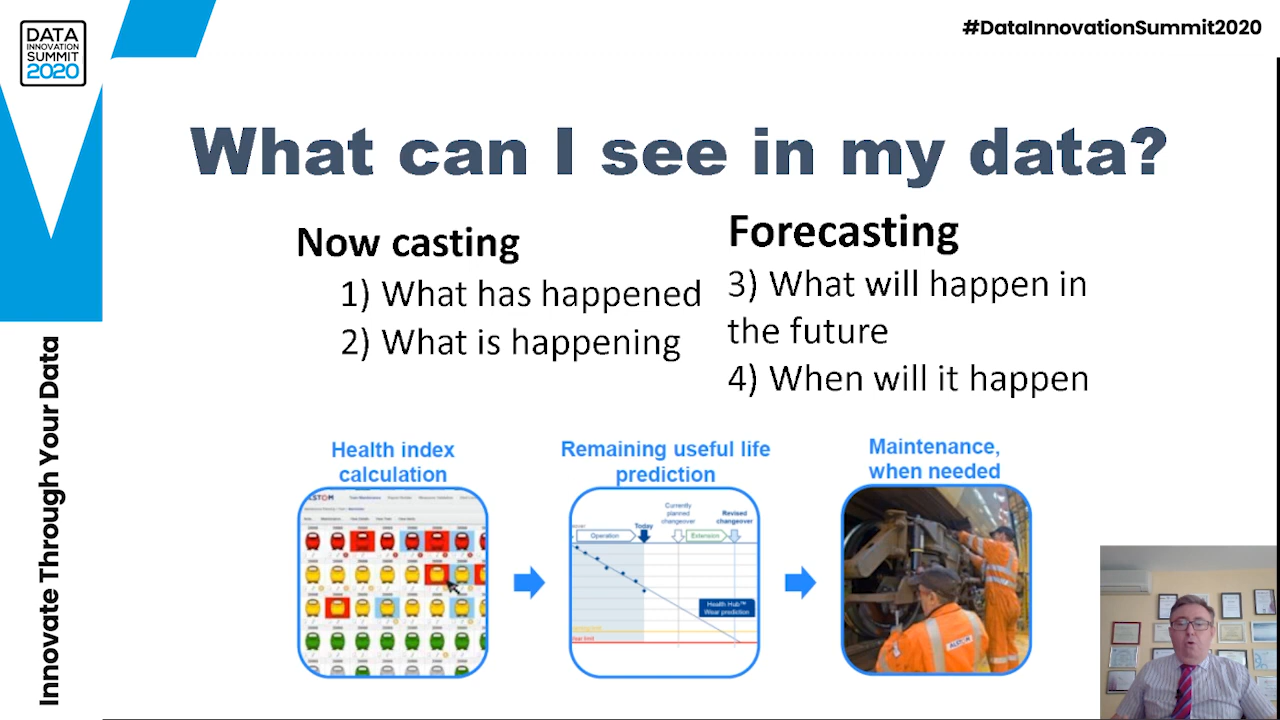 DATA
INNOVATION
SUMMIT
2020
#DataInnovationSummit2020
Innovate Through Your Data
What can I see in my data?
Now casting
1) What has happened
2) What is happening
Forecasting
3) What will happen in
the future
4) When will it happen
Health index
calculation
Remaining useful life
prediction
Maintenance,
when needed
Currently
planned
changeover
Today
Revised
changeover
Operation
Extension
Health Hub™
Wear prediction
ALSTOM